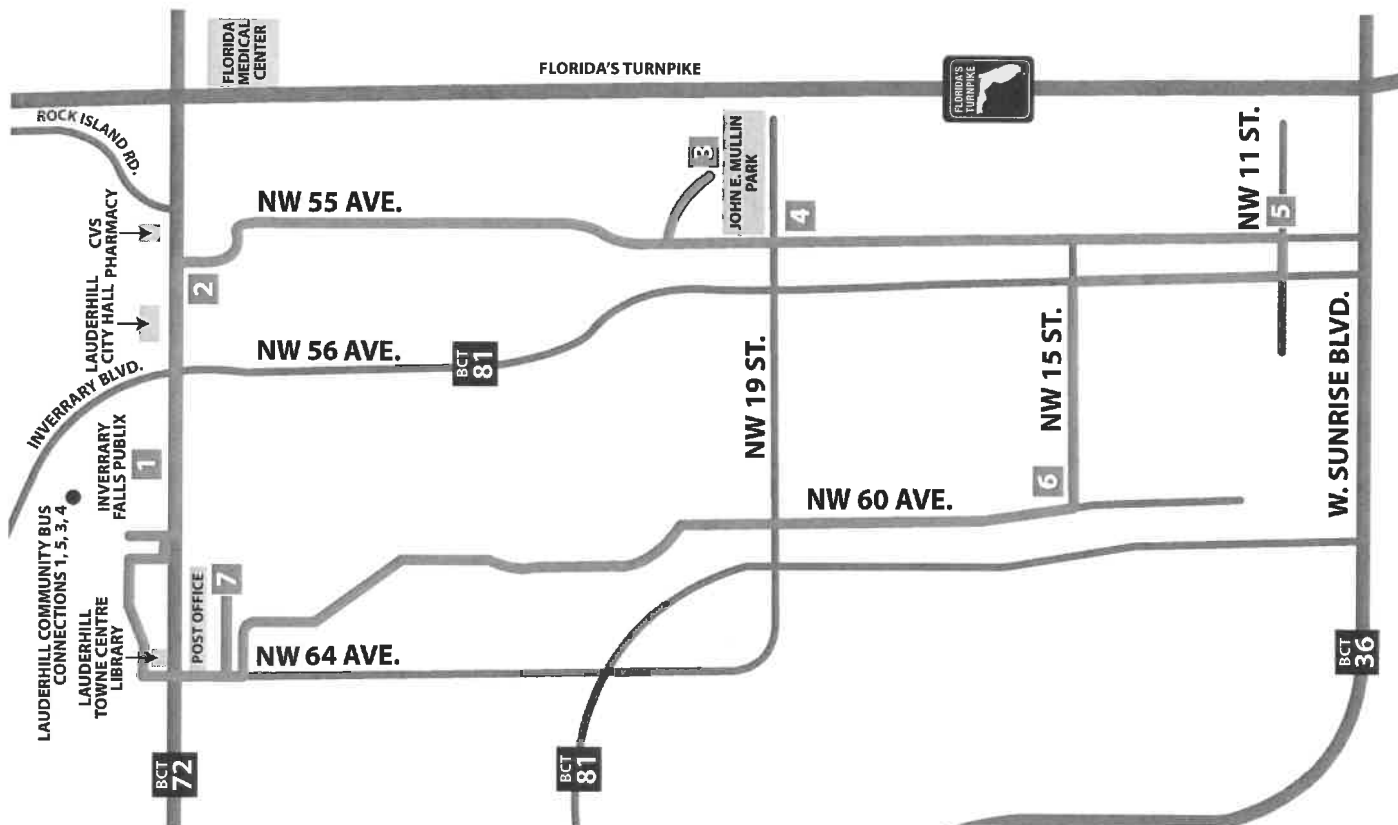 FLORIDA
MEDICAL
CENTER
FLORIDA'S TURNPIKE
FLORIDA'S
TURNPIKE
ROCK ISLAND RD.
CVS
PHARMACY
LAUDERHILL
CITY HALL
INVERRARY BLVD.
INVERRARY
FALLS PUBLIX
LAUDERHILL COMMUNITY BUS
CONNECTIONS 1, 5, 3, 4
LAUDERHILL
TOWNE CENTRE
LIBRARY
1
2
3
JOHN E. MULLIN
PARK
4
5
6
POST OFFICE
7
NW 55 AVE.
NW 56 AVE.
NW 60 AVE.
NW 64 AVE.
NW 19 ST.
NW 15 ST.
NW 11 ST.
W. SUNRISE BLVD.
BCT
81
BCT
72
BCT
81
BCT
36